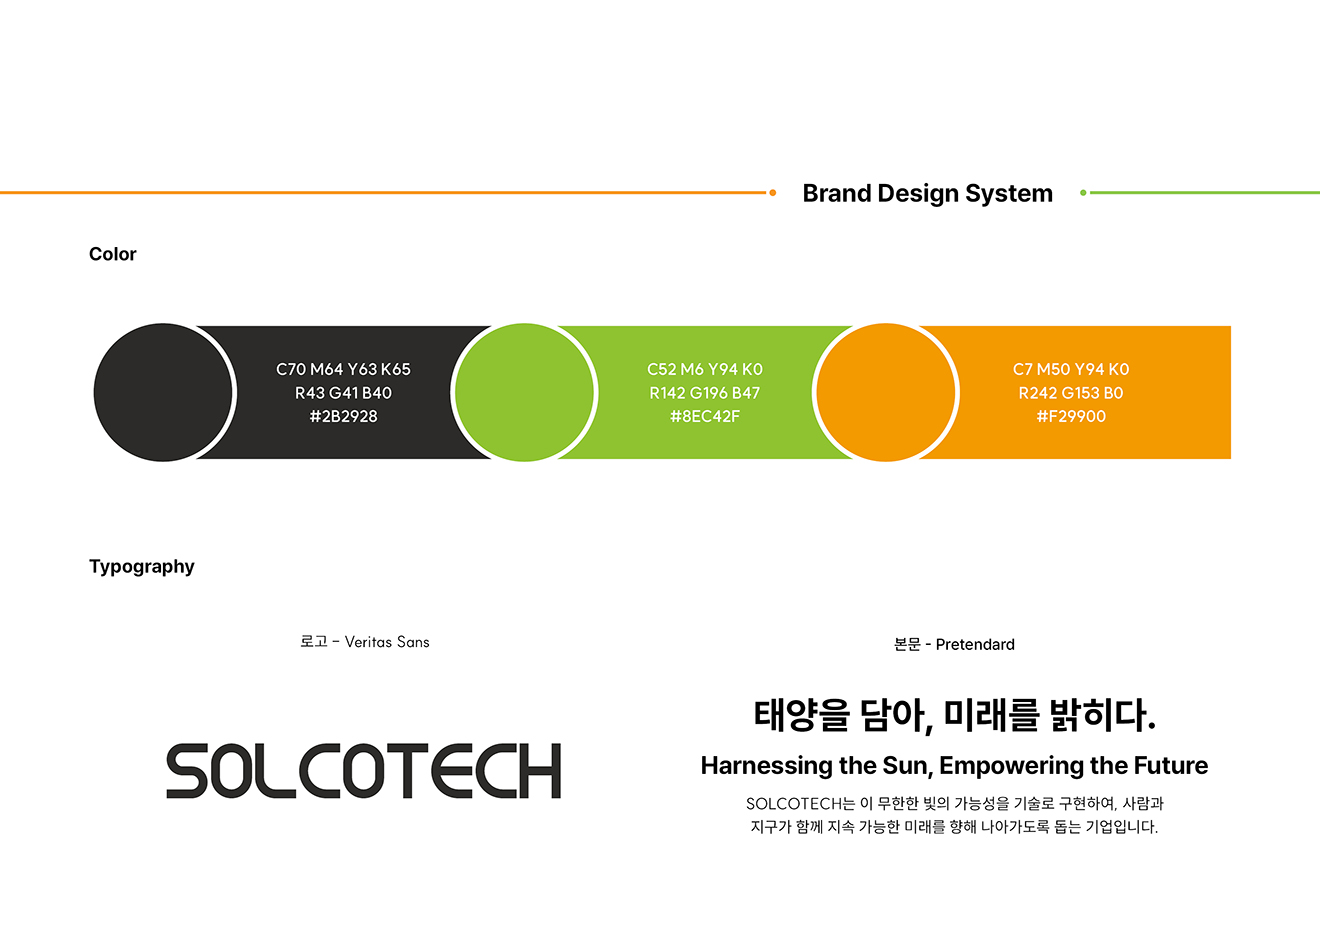 Brand Design System
Color
C70 M64 Y63 K65
R43 G41 B40
#2B2928
C52 M6 Y94 K0
R142 G196 B47
#8EC42F
C7 M50 Y94 K0
R242 G153 B0
#F29900
Typography
로고 - Veritas Sans
SOLCOTECH
본문 - Pretendard
태양을 담아, 미래를 밝히다.
Harnessing the Sun, Empowering the Future
SOLCOTECH는 이 무한한 빛의 가능성을 기술로 구현하여, 사람과
지구가 함께 지속 가능한 미래를 향해 나아가도록 돕는 기업입니다.